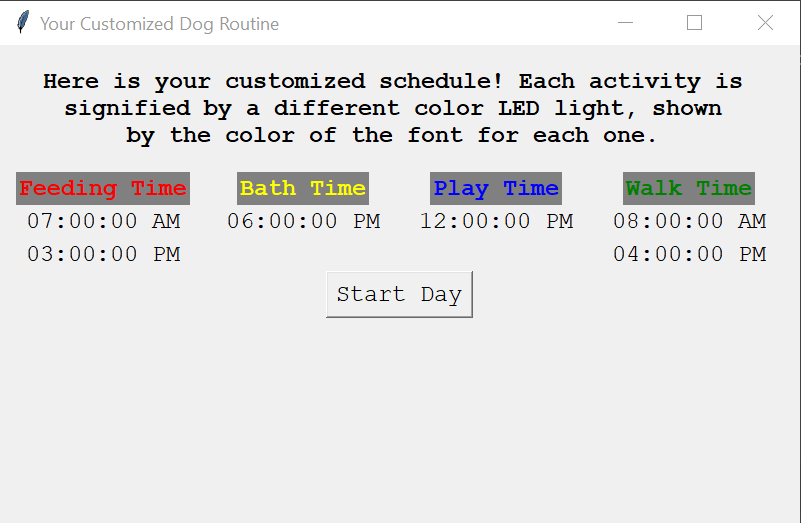 Your Customized Dog Routine
Here is your customized schedule! Each activity is
signified by a different color LED light, shown
by the color of the font for each one.
Feeding Time Bath Time Play Time Walk Time
07:00:00 AM 06:00:00 PM 12:00:00 PM 08:00:00 AM
03:00:00 PM 04:00:00 PM
Start Day